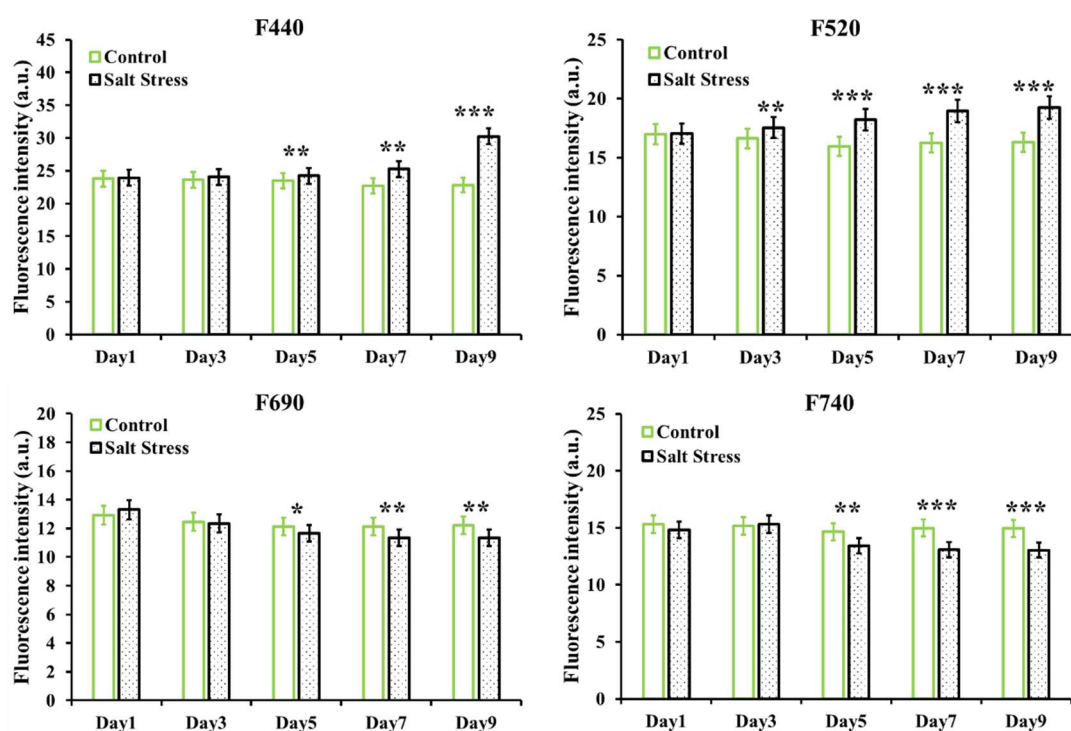 F440
Fluorescence intensity (a.u.)
45
40
35
30
25
20
15
10
5
0
Control
Salt Stress
**
**
***
Day1 Day3 Day5 Day7 Day9
F520
Fluorescence intensity (a.u.)
25
20
15
10
5
0
Control
Salt Stress
**
***
***
***
Day1 Day3 Day5 Day7 Day9
F690
Fluorescence intensity (a.u.)
20
18
16
14
12
10
8
6
4
2
0
Control
Salt Stress
*
**
**
Day1 Day3 Day5 Day7 Day9
F740
Fluorescence intensity (a.u.)
25
20
15
10
5
0
Control
Salt Stress
**
***
***
Day1 Day3 Day5 Day7 Day9